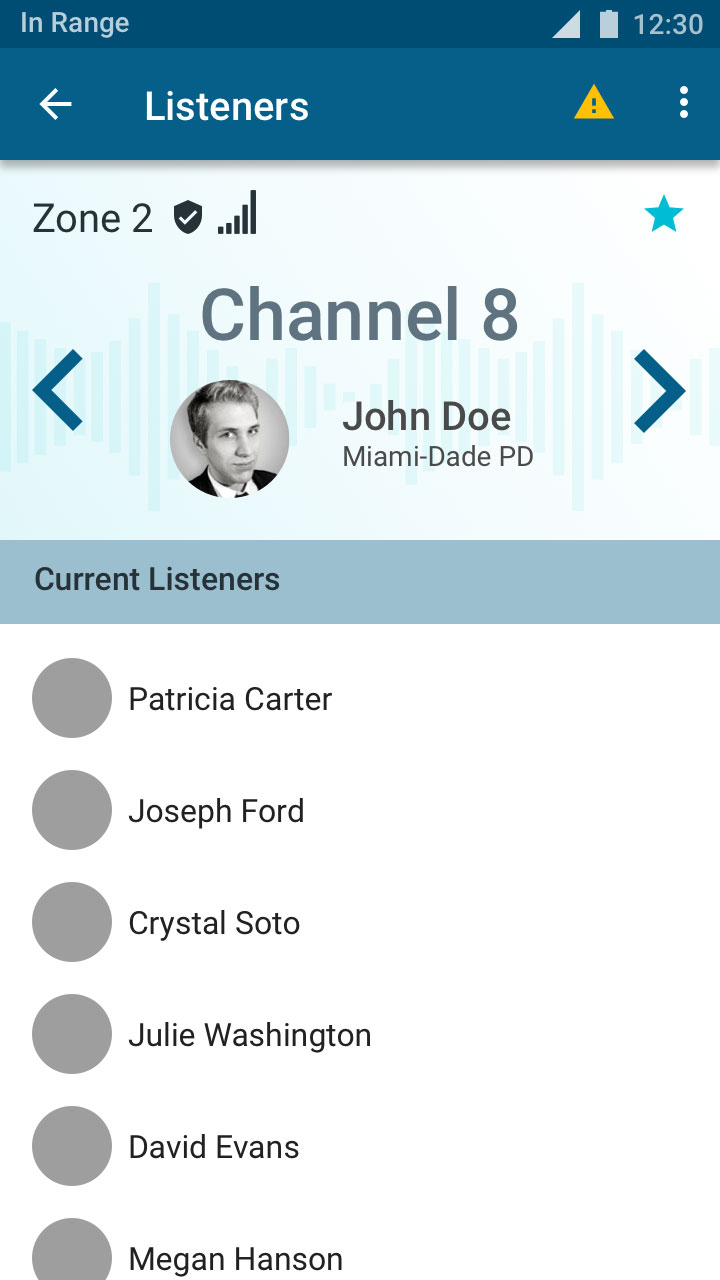 In Range 12:30
Listeners
Zone 2
Channel 8
John Doe
Miami-Dade PD
Current Listeners
Patricia Carter
Joseph Ford
Crystal Soto
Julie Washington
David Evans
Megan Hanson